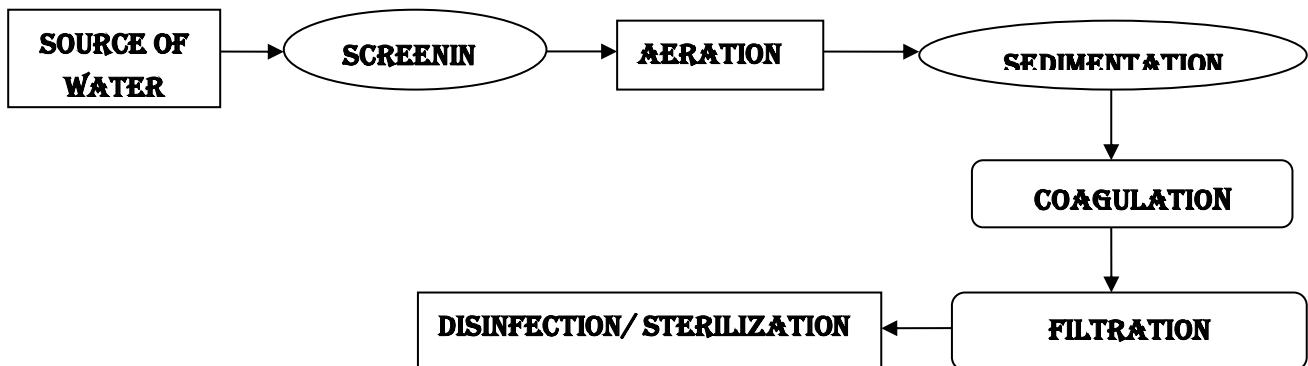 SOURCE OF
WATER
SCREENIN
AERATION
SEDIMENTATION
COAGULATION
FILTRATION
DISINFECTION/ STERILIZATION